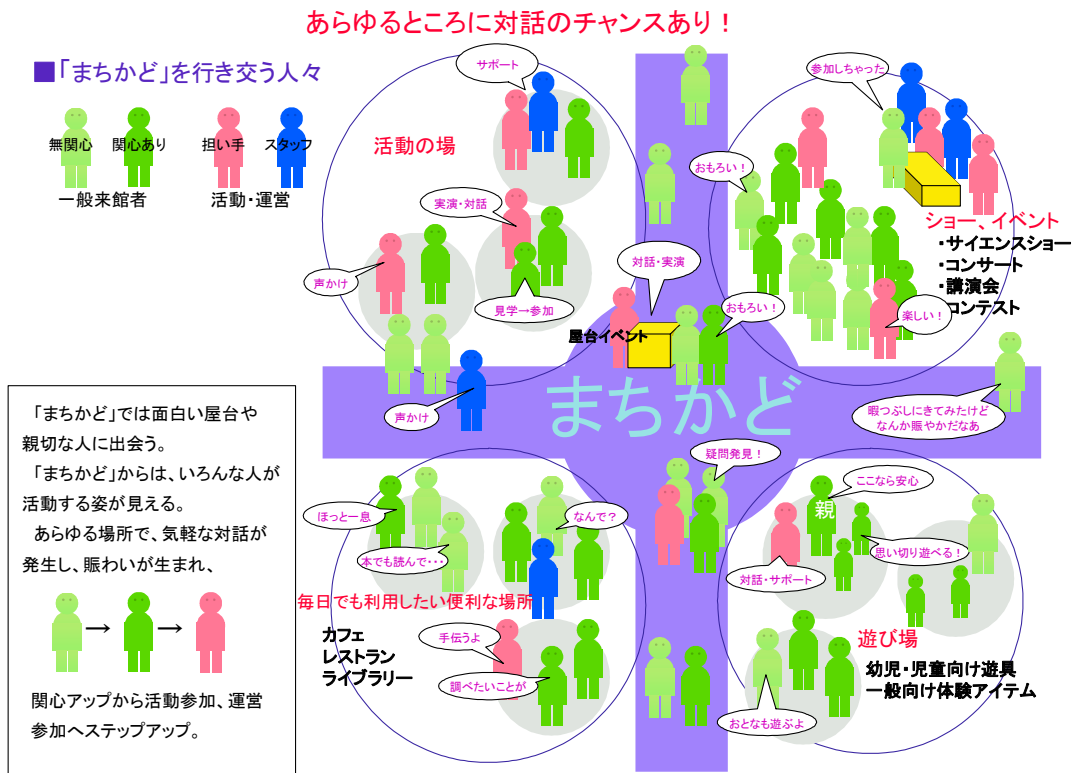 あらゆるところに対話のチャンスあり！
■「まちかど」を行き交う人々
無関心
関心あり
担い手
スタッフ
一般来館者
活動・運営
サポート
活動の場
実演・対話
声かけ
見学→参加
声かけ
参加しちゃった
おもろい！
ショー、イベント
・サイエンスショー
・コンサート
・講演会
コンテスト
楽しい！
対話・実演
おもろい！
屋台イベント
まちかど
暇つぶしにきてみたけど
なんか賑やかだなあ
疑問発見！
「まちかど」では面白い屋台や
親切な人に出会う。
「まちかど」からは、いろんな人が
活動する姿が見える。
あらゆる場所で、気軽な対話が
発生し、賑わいが生まれ、
→
→
関心アップから活動参加、運営
参加へステップアップ。
ほっと一息
なんで？
本でも読んで・・・
毎日でも利用したい便利な場所
カフェ
レストラン
ライブラリー
手伝うよ
調べたいことが
ここなら安心
親
思い切り遊べる！
対話・サポート
遊び場
幼児・児童向け遊具
一般向け体験アイテム
おとなも遊ぶよ